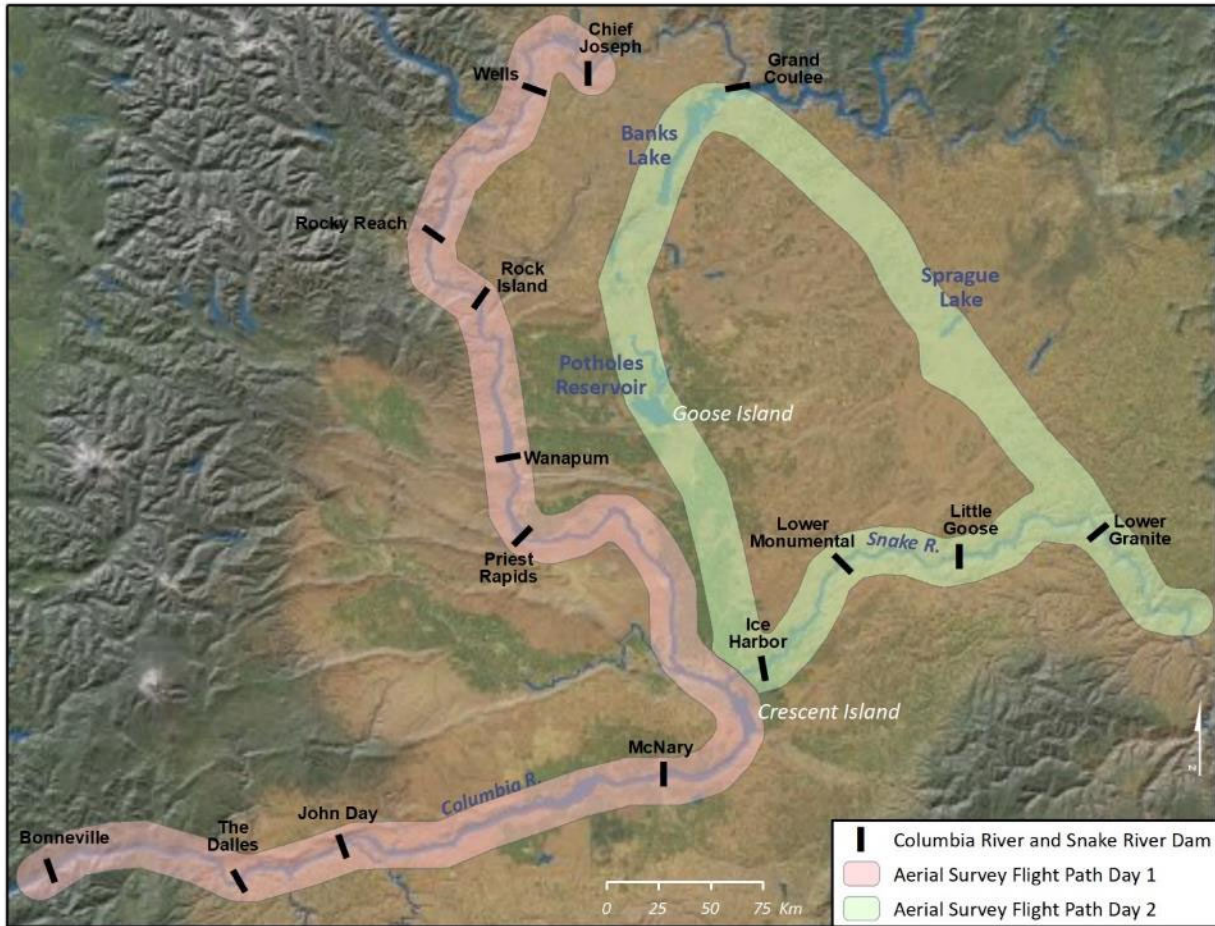 Chief
Joseph
Wells
Grand
Coulee
Banks
Lake
Rocky Reach
Rock
Island
Sprague
Lake
Potholes
Reservoir
Goose Island
Wanapum
Priest
Rapids
Lower
Monumental
Snake R.
Little
Goose
Lower
Granite
Ice
Harbor
Crescent Island
McNary
Columbia R.
John Day
The
Dalles
Bonneville
N
0 25 50 75 Km
Columbia River and Snake River Dam
Aerial Survey Flight Path Day 1
Aerial Survey Flight Path Day 2